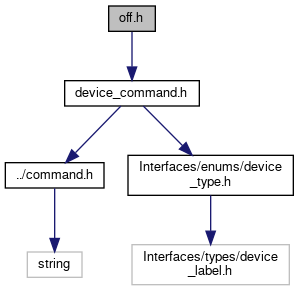 off.h
device_command.h
../command.h
Interfaces/enums/device
_type.h
string
Interfaces/types/device
_label.h